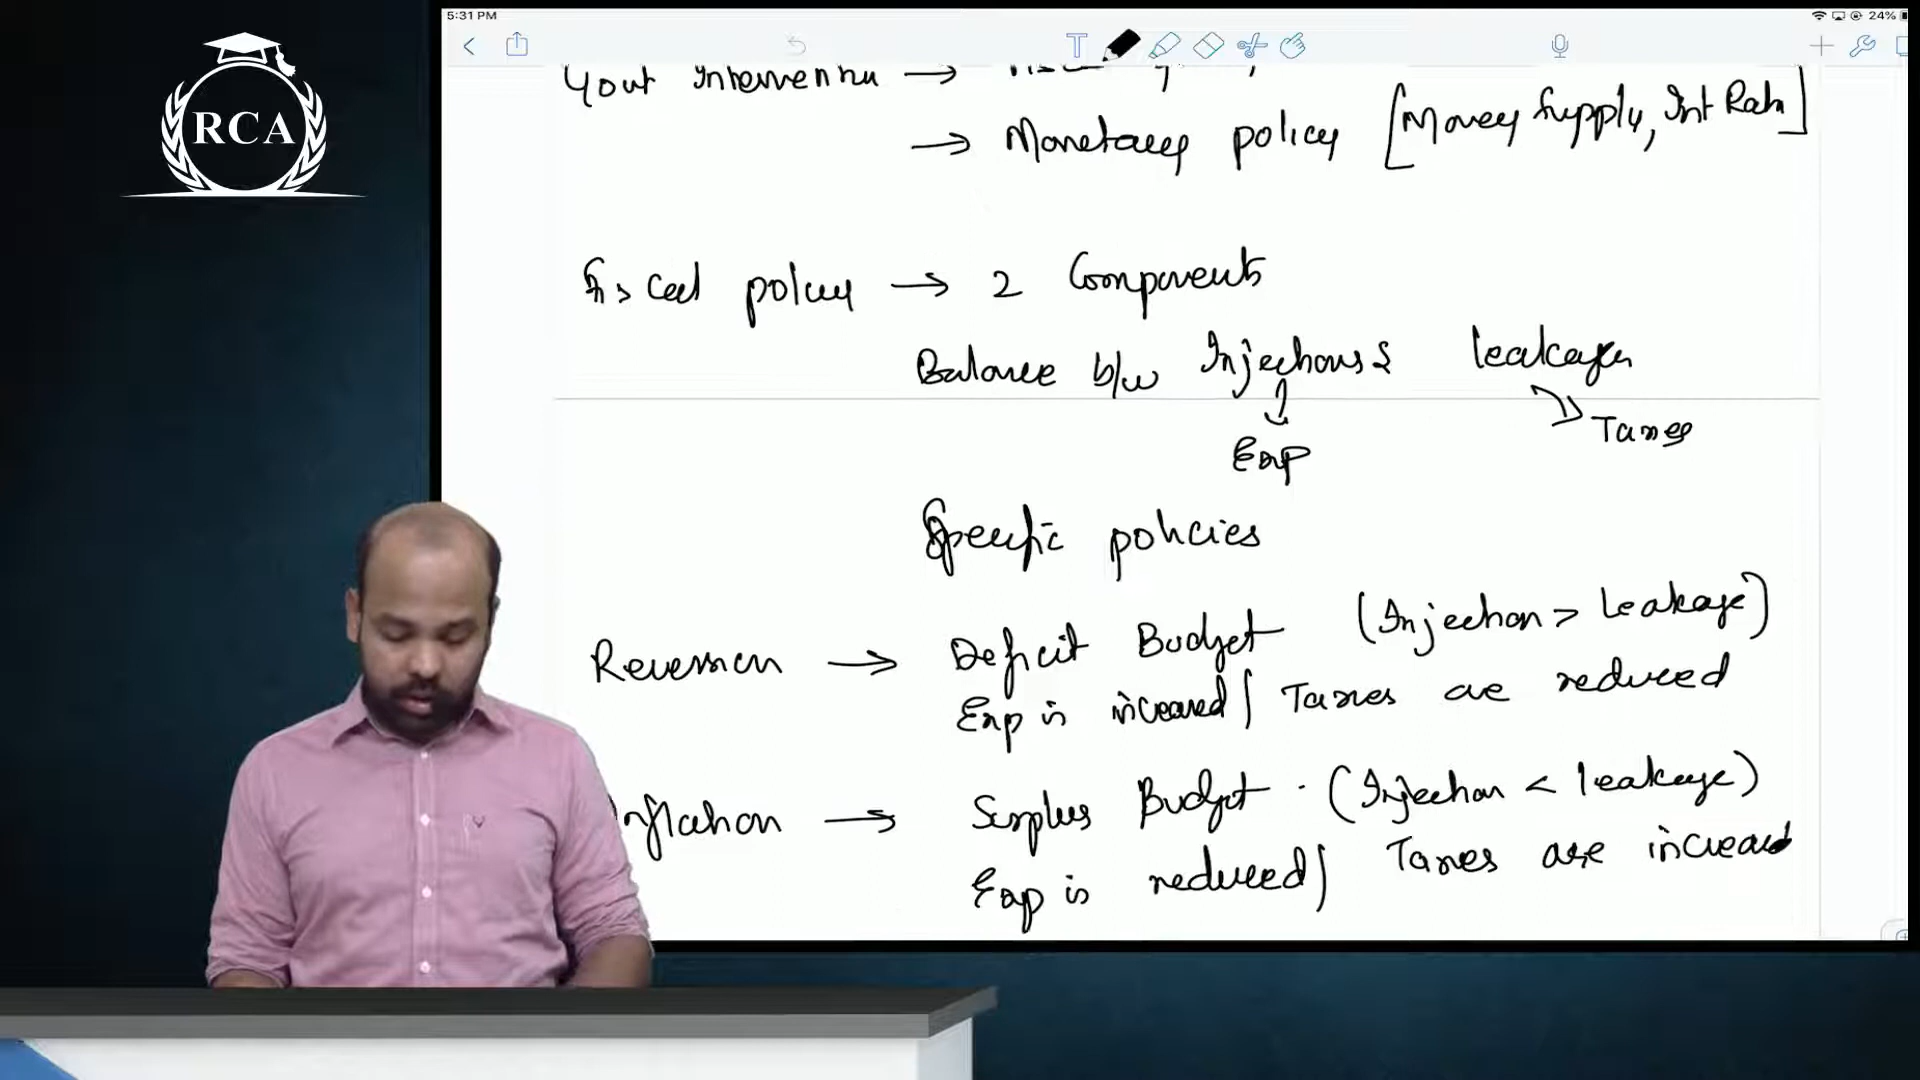 5:31 PM
24%
RCA
T
Govt Intervention →
→ Monetary policy [Money Supply, Int Rate]
Fiscal policy → 2 Components
Balance b/w Injections & leakages
Exp
Taxes
Specific policies
Recession → Deficit Budget (Injection > Leakage)
Exp is increased / Taxes are reduced
Inflation → Surplus Budget . (Injection < leakage)
Exp is reduced / Taxes are increased